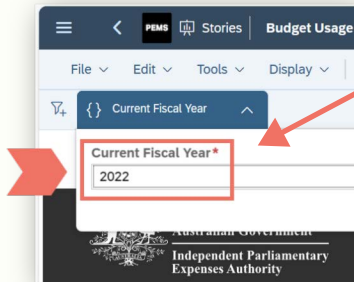 PEMS Stories Budget Usage
File Edit Tools Display
{} Current Fiscal Year
Current Fiscal Year*
2022
Australian Government
Independent Parliamentary
Expenses Authority